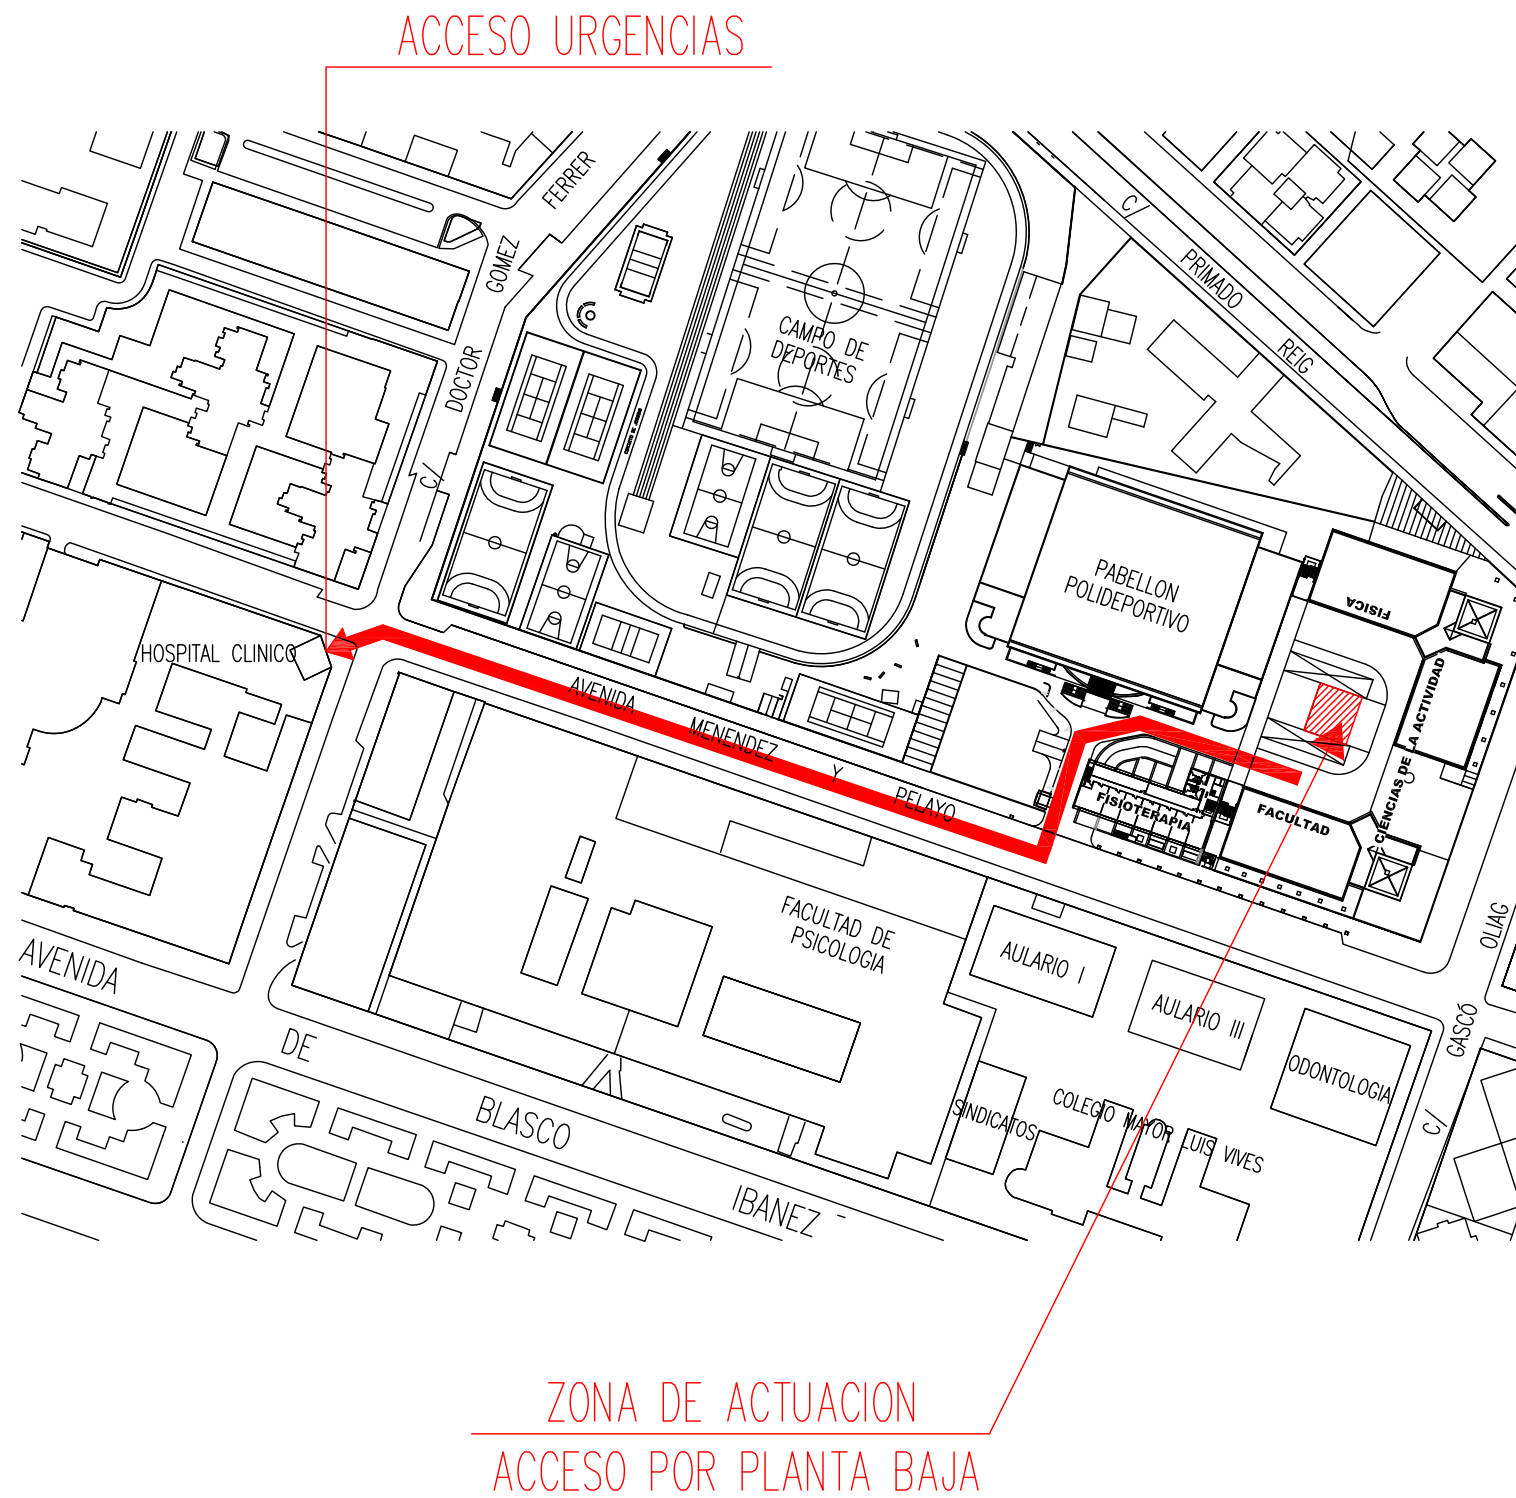 ACCESO URGENCIAS
FERRER
GOMEZ
DOCTOR
C/
C/
PRIMADO
REIG
CAMPO DE
DEPORTES
PABELLON
POLIDEPORTIVO
FISICA
HOSPITAL CLINICO
AVENIDA
MENENDEZ
Y
PELAYO
FISIOTERAPIA
FACULTAD
CIENCIAS DE LA ACTIVIDAD
FACULTAD DE
PSICOLOGIA
AULARIO I
AULARIO III
ODONTOLOGIA
OLIAG
GASCÓ
C/
SINDICATOS
COLEGIO MAYOR LUIS VIVES
AVENIDA
DE
BLASCO
IBANEZ
ZONA DE ACTUACION
ACCESO POR PLANTA BAJA